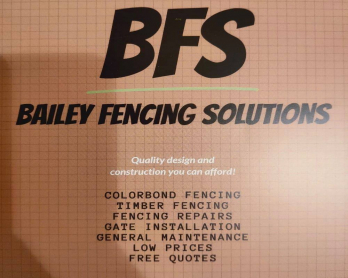 BFS
BAILEY FENCING SOLUTIONS
Quality design and
construction you can afford!
COLORBOND FENCING
TIMBER FENCING
FENCING REPAIRS
GATE INSTALLATION
GENERAL MAINTENANCE
LOW PRICES
FREE QUOTES